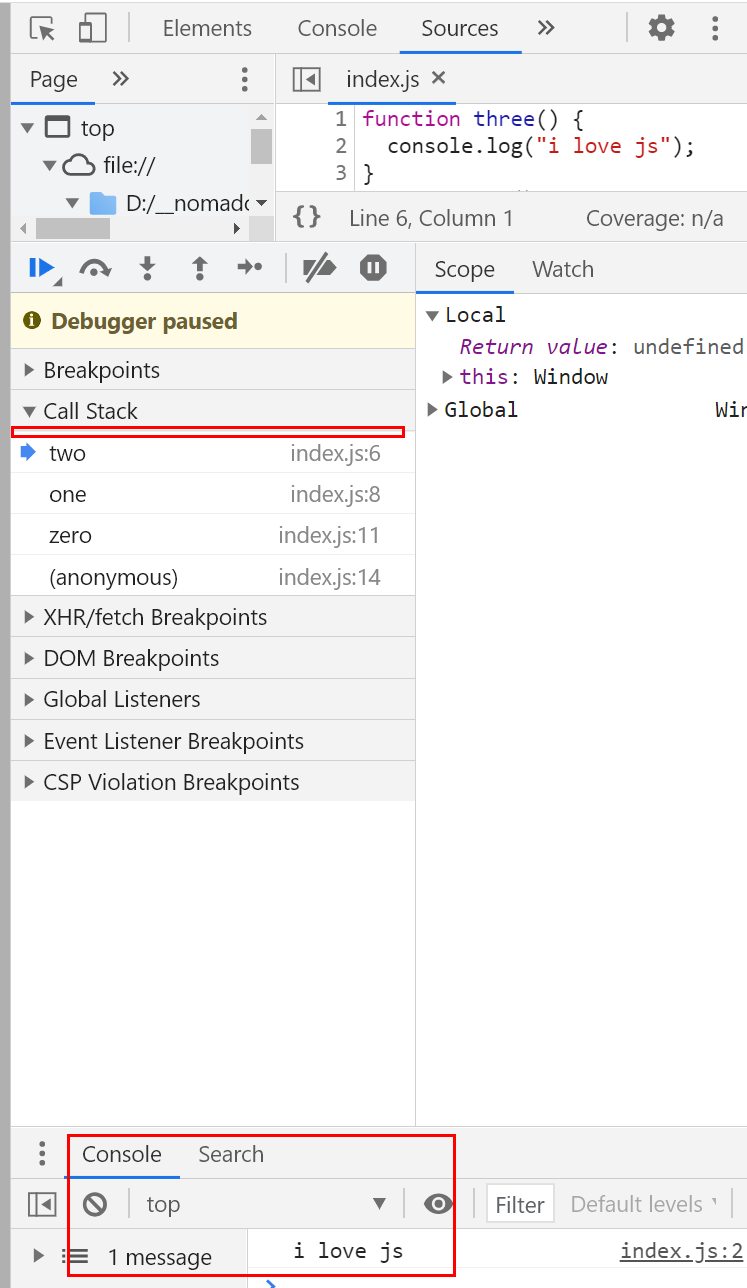 Elements Console Sources
Page
index.js
top
file://
D:/__nomado
1 function three() {
2 console.log("i love js");
3 }
Line 6, Column 1 Coverage: n/a
Debugger paused
Breakpoints
Call Stack
two index.js:6
one index.js:8
zero index.js:11
(anonymous) index.js:14
XHR/fetch Breakpoints
DOM Breakpoints
Global Listeners
Event Listener Breakpoints
CSP Violation Breakpoints
Scope Watch
Local
Return value: undefined
this: Window
Global Win
Console Search
top Filter Default levels
1 message
i love js index.js:2